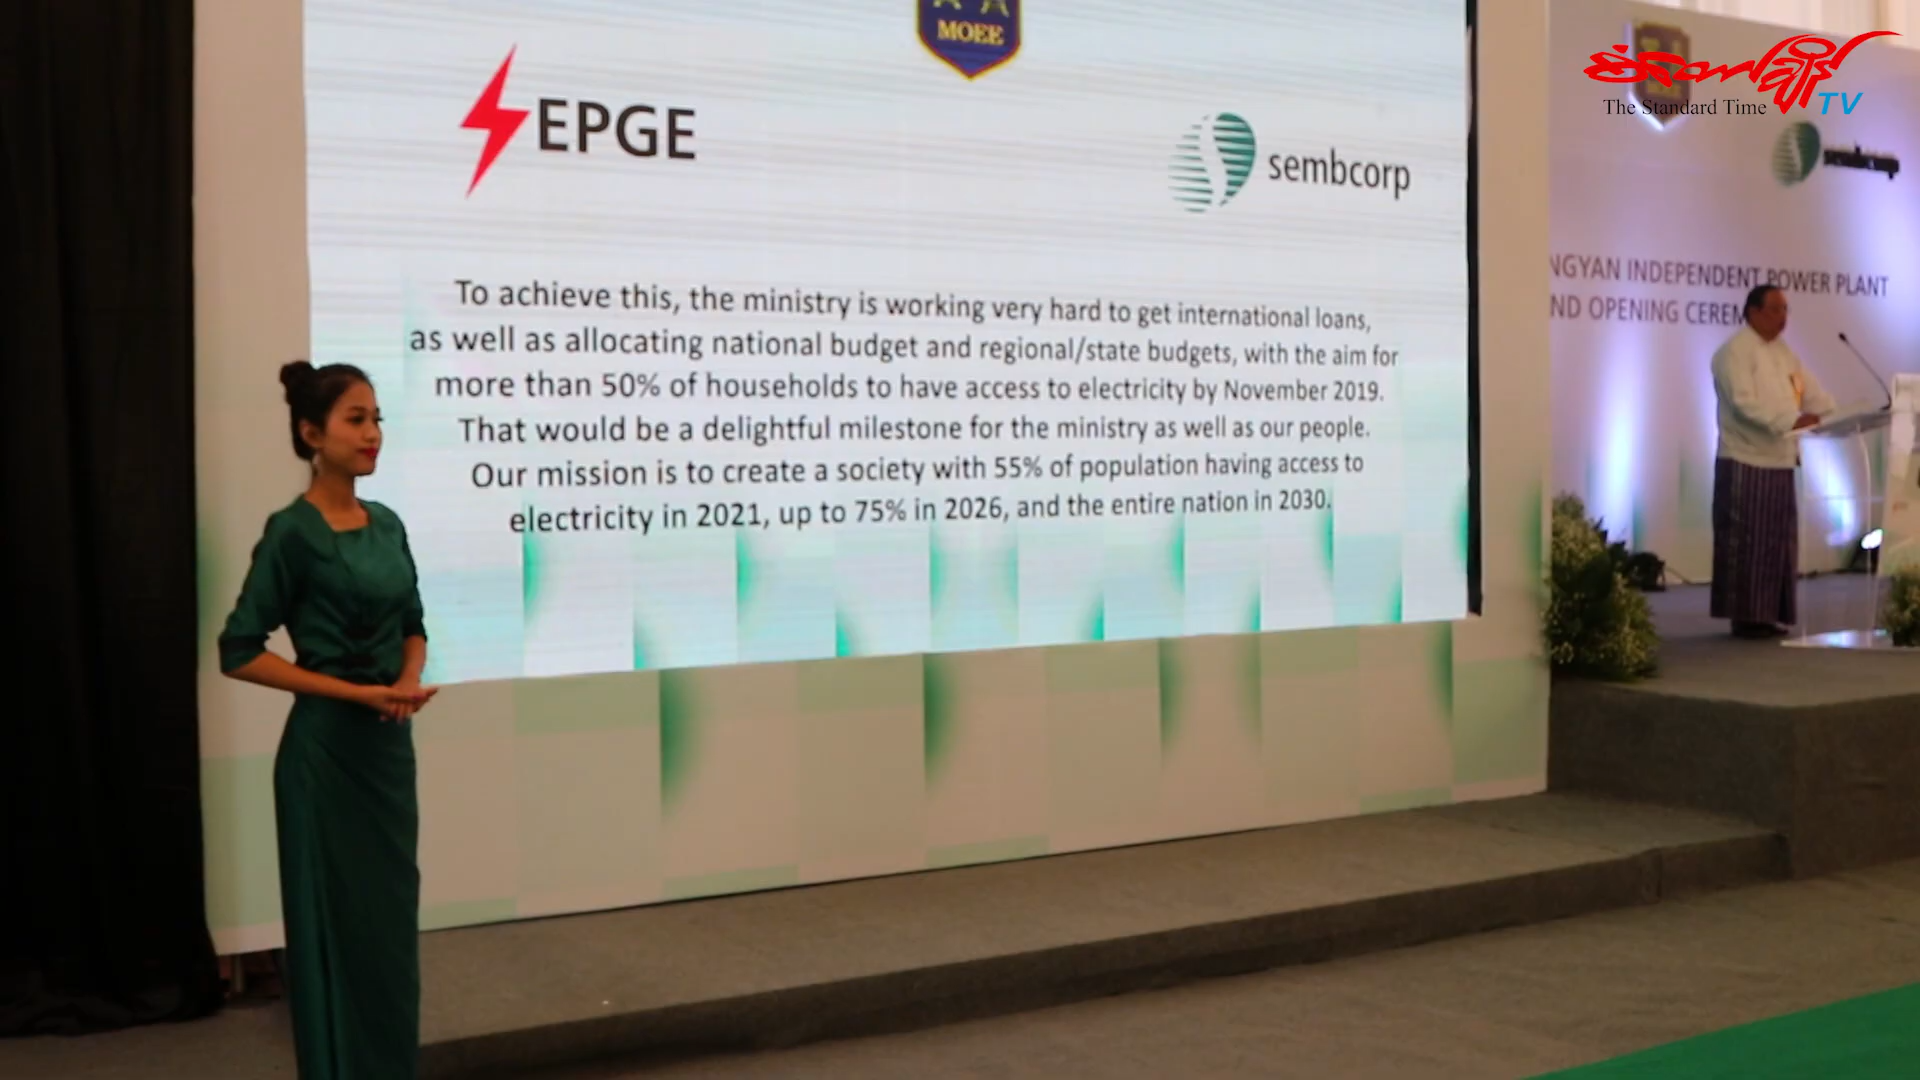 MOEE
EPGE
sembcorp
To achieve this, the ministry is working very hard to get international loans,
as well as allocating national budget and regional/state budgets, with the aim for
more than 50% of households to have access to electricity by November 2019.
That would be a delightful milestone for the ministry as well as our people.
Our mission is to create a society with 55% of population having access to
electricity in 2021, up to 75% in 2026, and the entire nation in 2030.
The Standard Time
TV
sembcorp
NGYAN INDEPENDENT POWER PLANT
ND OPENING CEREM